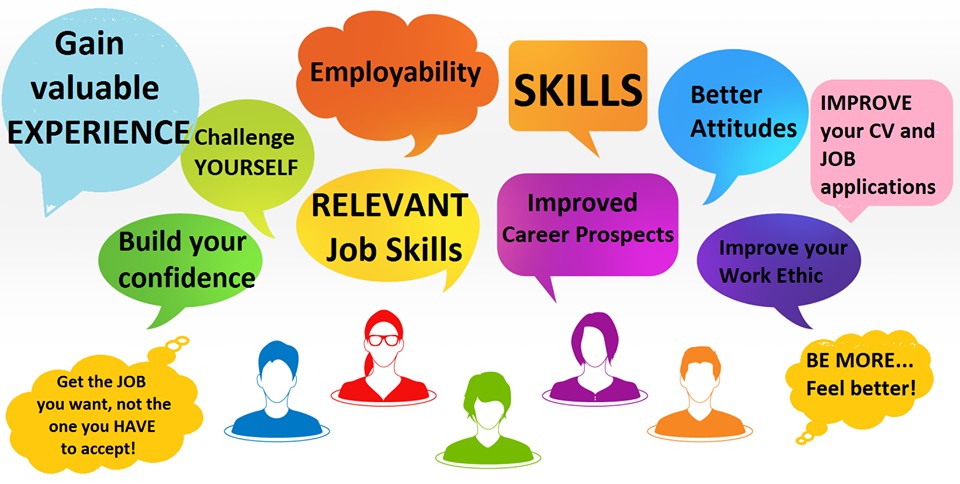 Gain
valuable
EXPERIENCE
Challenge
YOURSELF
Employability
SKILLS
Better
Attitudes
IMPROVE
your CV and
JOB
applications
Build your
confidence
RELEVANT
Job Skills
Improved
Career Prospects
Improve your
Work Ethic
Get the JOB
you want, not the
one you HAVE
to accept!
BE MORE...
Feel better!